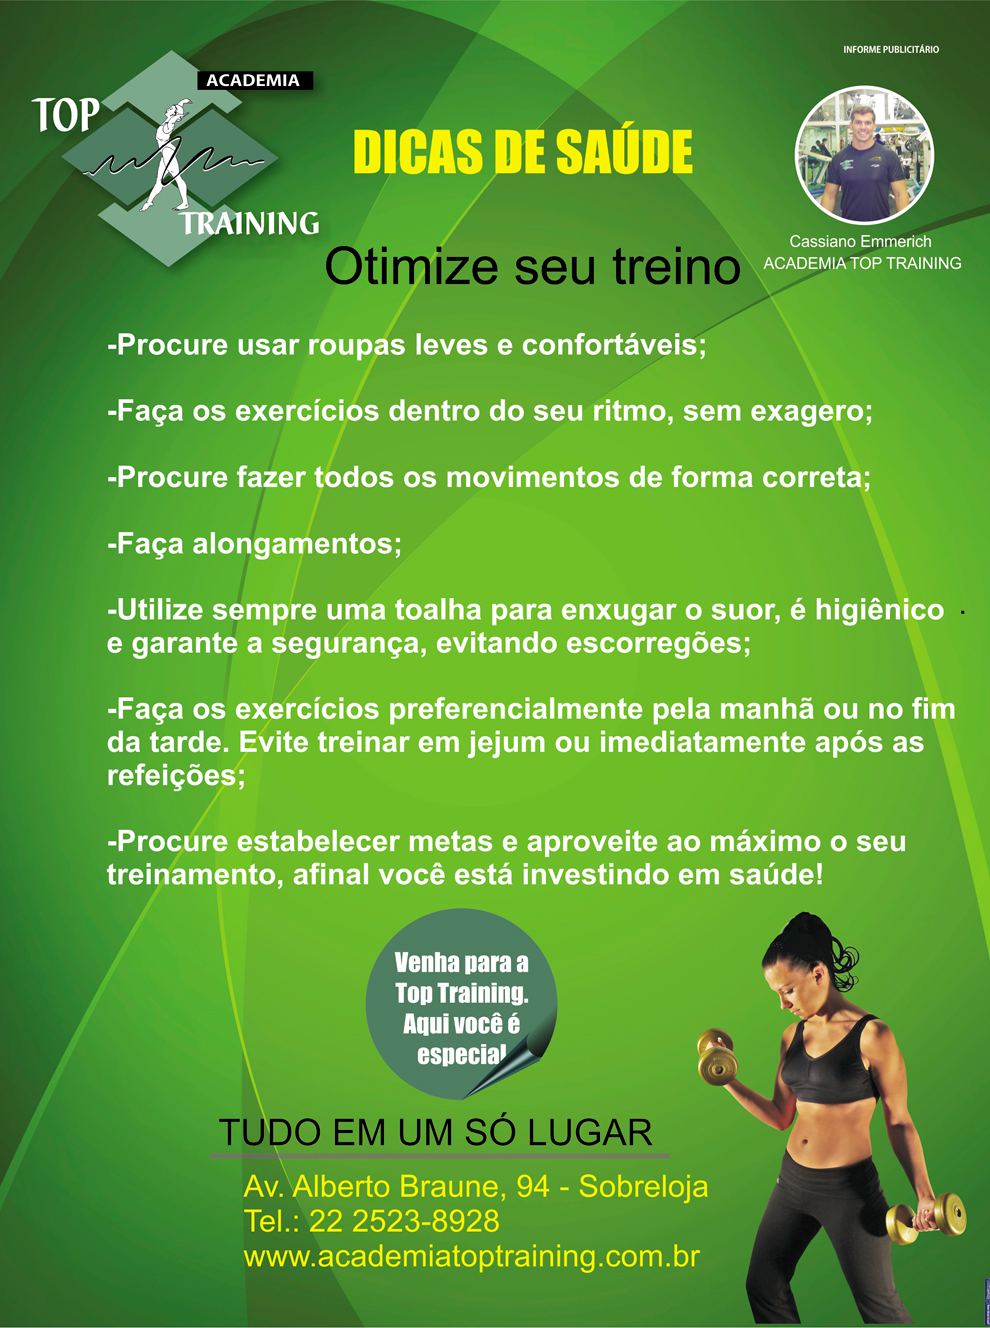 INFORME PUBLICITÁRIO
ACADEMIA
TOP
TRAINING
DICAS DE SAÚDE
Cassiano Emmerich
ACADEMIA TOP TRAINING
Otimize seu treino
-Procure usar roupas leves e confortáveis;
-Faça os exercícios dentro do seu ritmo, sem exagero;
-Procure fazer todos os movimentos de forma correta;
-Faça alongamentos;
-Utilize sempre uma toalha para enxugar o suor, é higiênico
e garante a segurança, evitando escorregões;
-Faça os exercícios preferencialmente pela manhã ou no fim
da tarde. Evite treinar em jejum ou imediatamente após as
refeições;
-Procure estabelecer metas e aproveite ao máximo o seu
treinamento, afinal você está investindo em saúde!
Venha para a
Top Training.
Aqui você é
especial
TUDO EM UM SÓ LUGAR
Av. Alberto Braune, 94 - Sobreloja
Tel.: 22 2523-8928
www.academiatoptraining.com.br